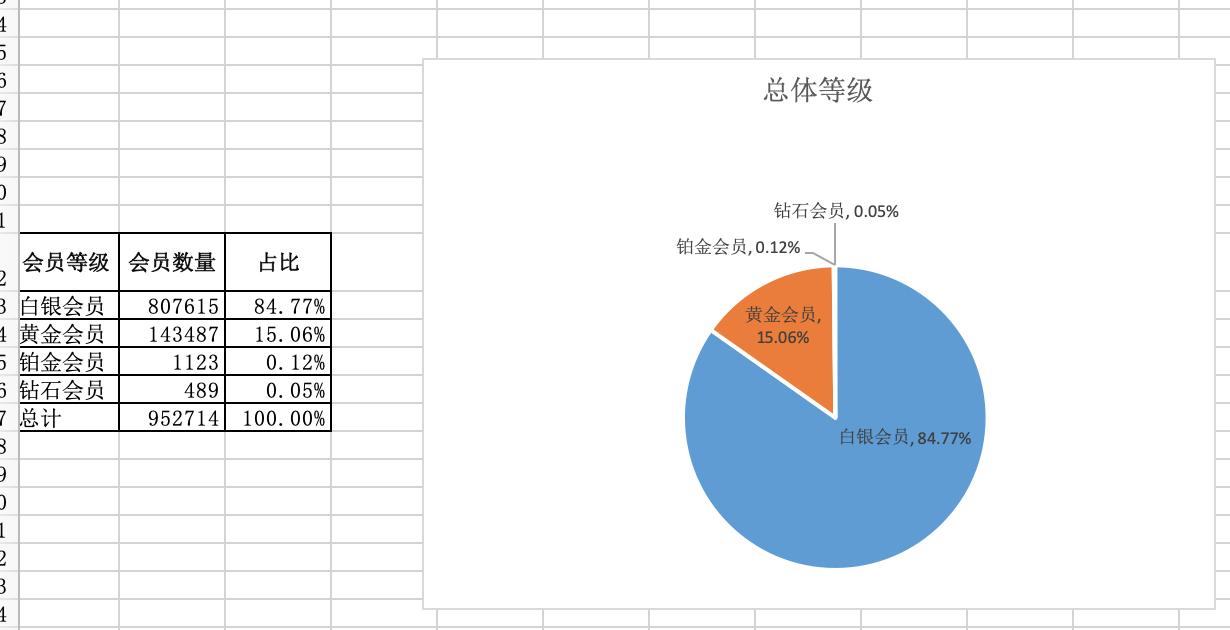 总体等级
钻石会员, 0.05%
铂金会员, 0.12%
黄金会员,
15.06%
白银会员, 84.77%
会员等级 会员数量 占比
白银会员 807615 84.77%
黄金会员 143487 15.06%
铂金会员 1123 0.12%
钻石会员 489 0.05%
总计 952714 100.00%